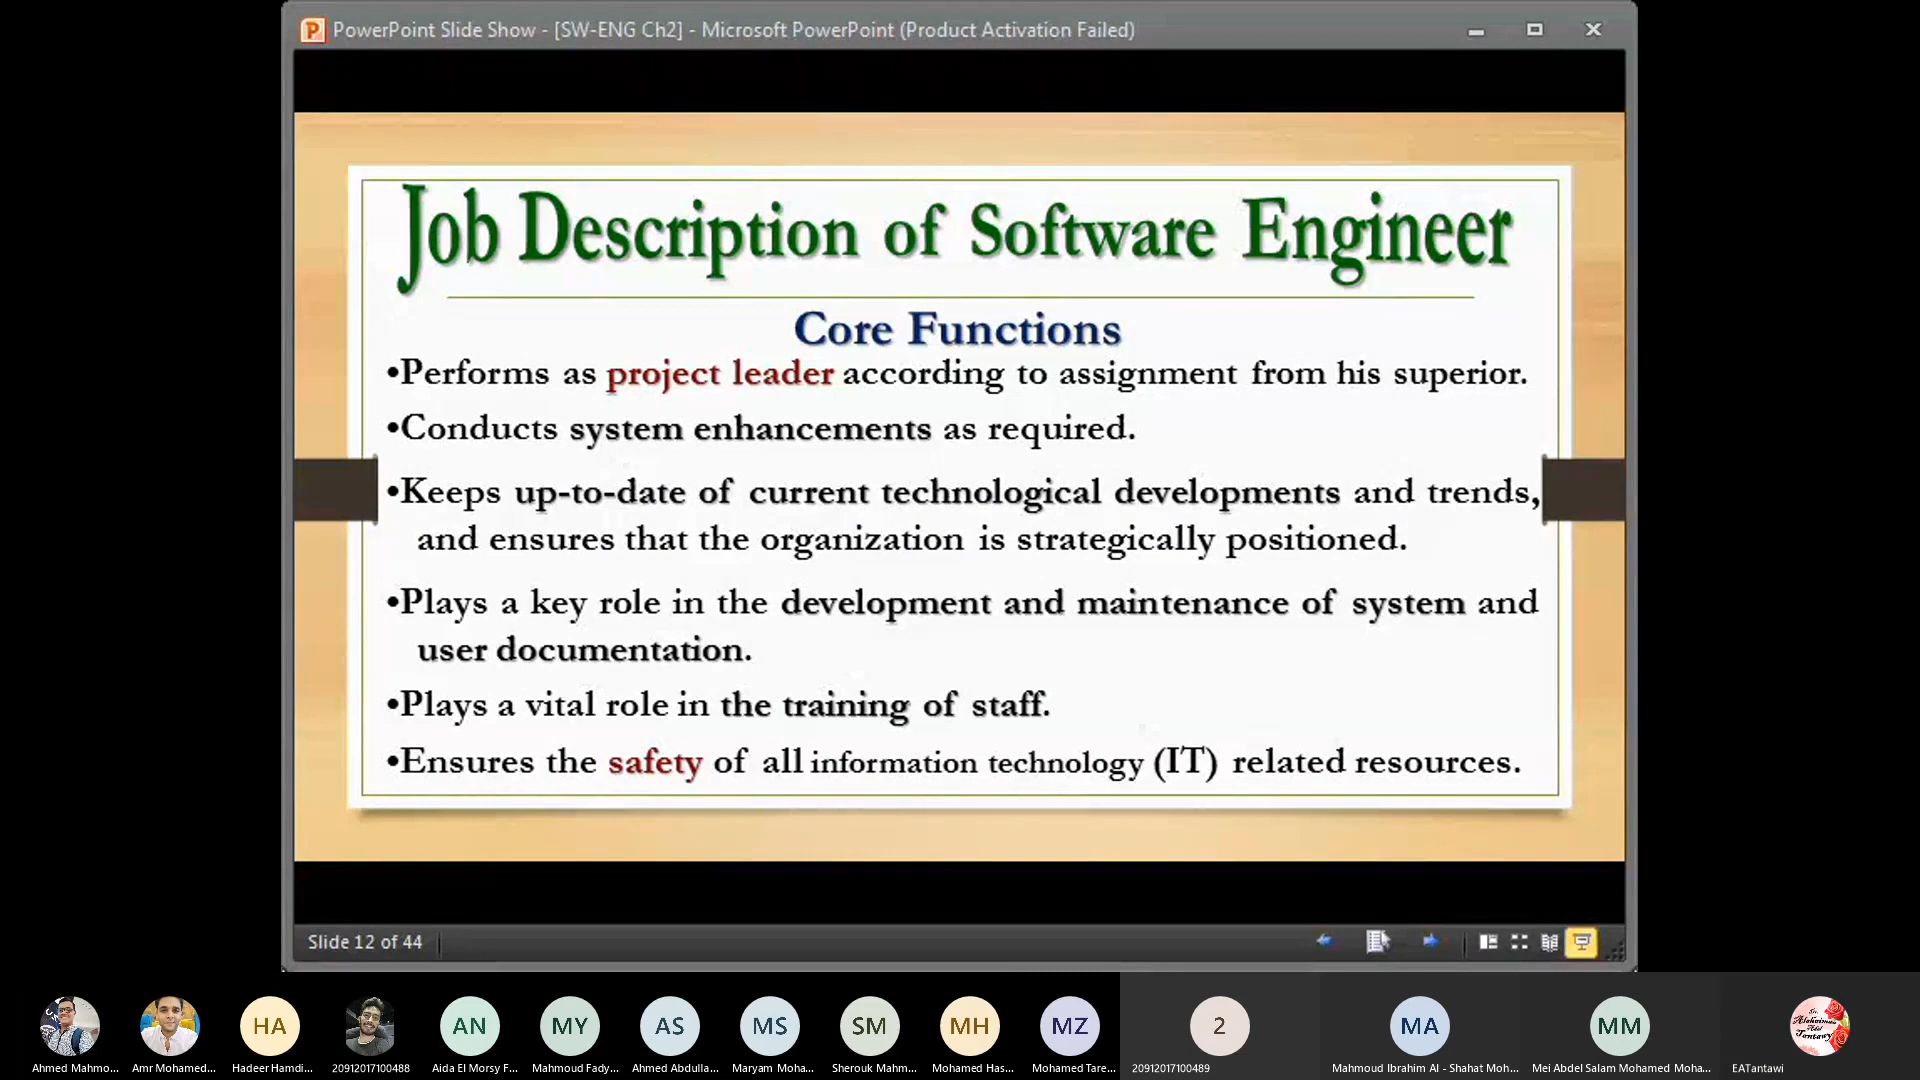 PowerPoint Slide Show - [SW-ENG Ch2] - Microsoft PowerPoint (Product Activation Failed)
Job Description of Software Engineer
Core Functions
•Performs as project leader according to assignment from his superior.
•Conducts system enhancements as required.
•Keeps up-to-date of current technological developments and trends,
and ensures that the organization is strategically positioned.
•Plays a key role in the development and maintenance of system and
user documentation.
•Plays a vital role in the training of staff.
•Ensures the safety of all information technology (IT) related resources.
Slide 12 of 44
HA AN MY AS MS SM MH MZ 2 MA MM
Ahmed Mahmo... Amr Mohamed... Hadeer Hamdi... 20912017100488 Aida El Morsy F... Mahmoud Fady... Ahmed Abdulla... Maryam Moha... Sherouk Mahm... Mohamed Has... Mohamed Tare... 20912017100489 Mahmoud Ibrahim Al - Shahat Moh... Mei Abdel Salam Mohamed Moha... EATantawi